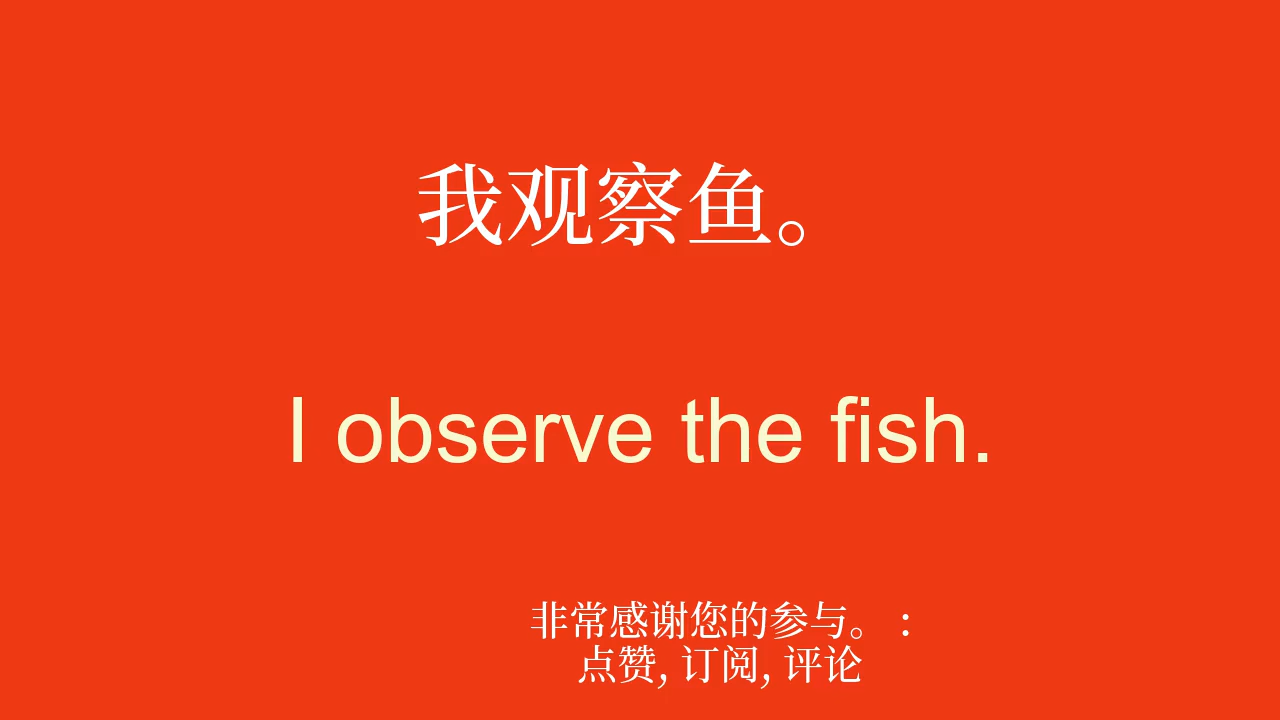 我观察鱼。
I observe the fish.
非常感谢您的参与。 :
点赞, 订阅, 评论